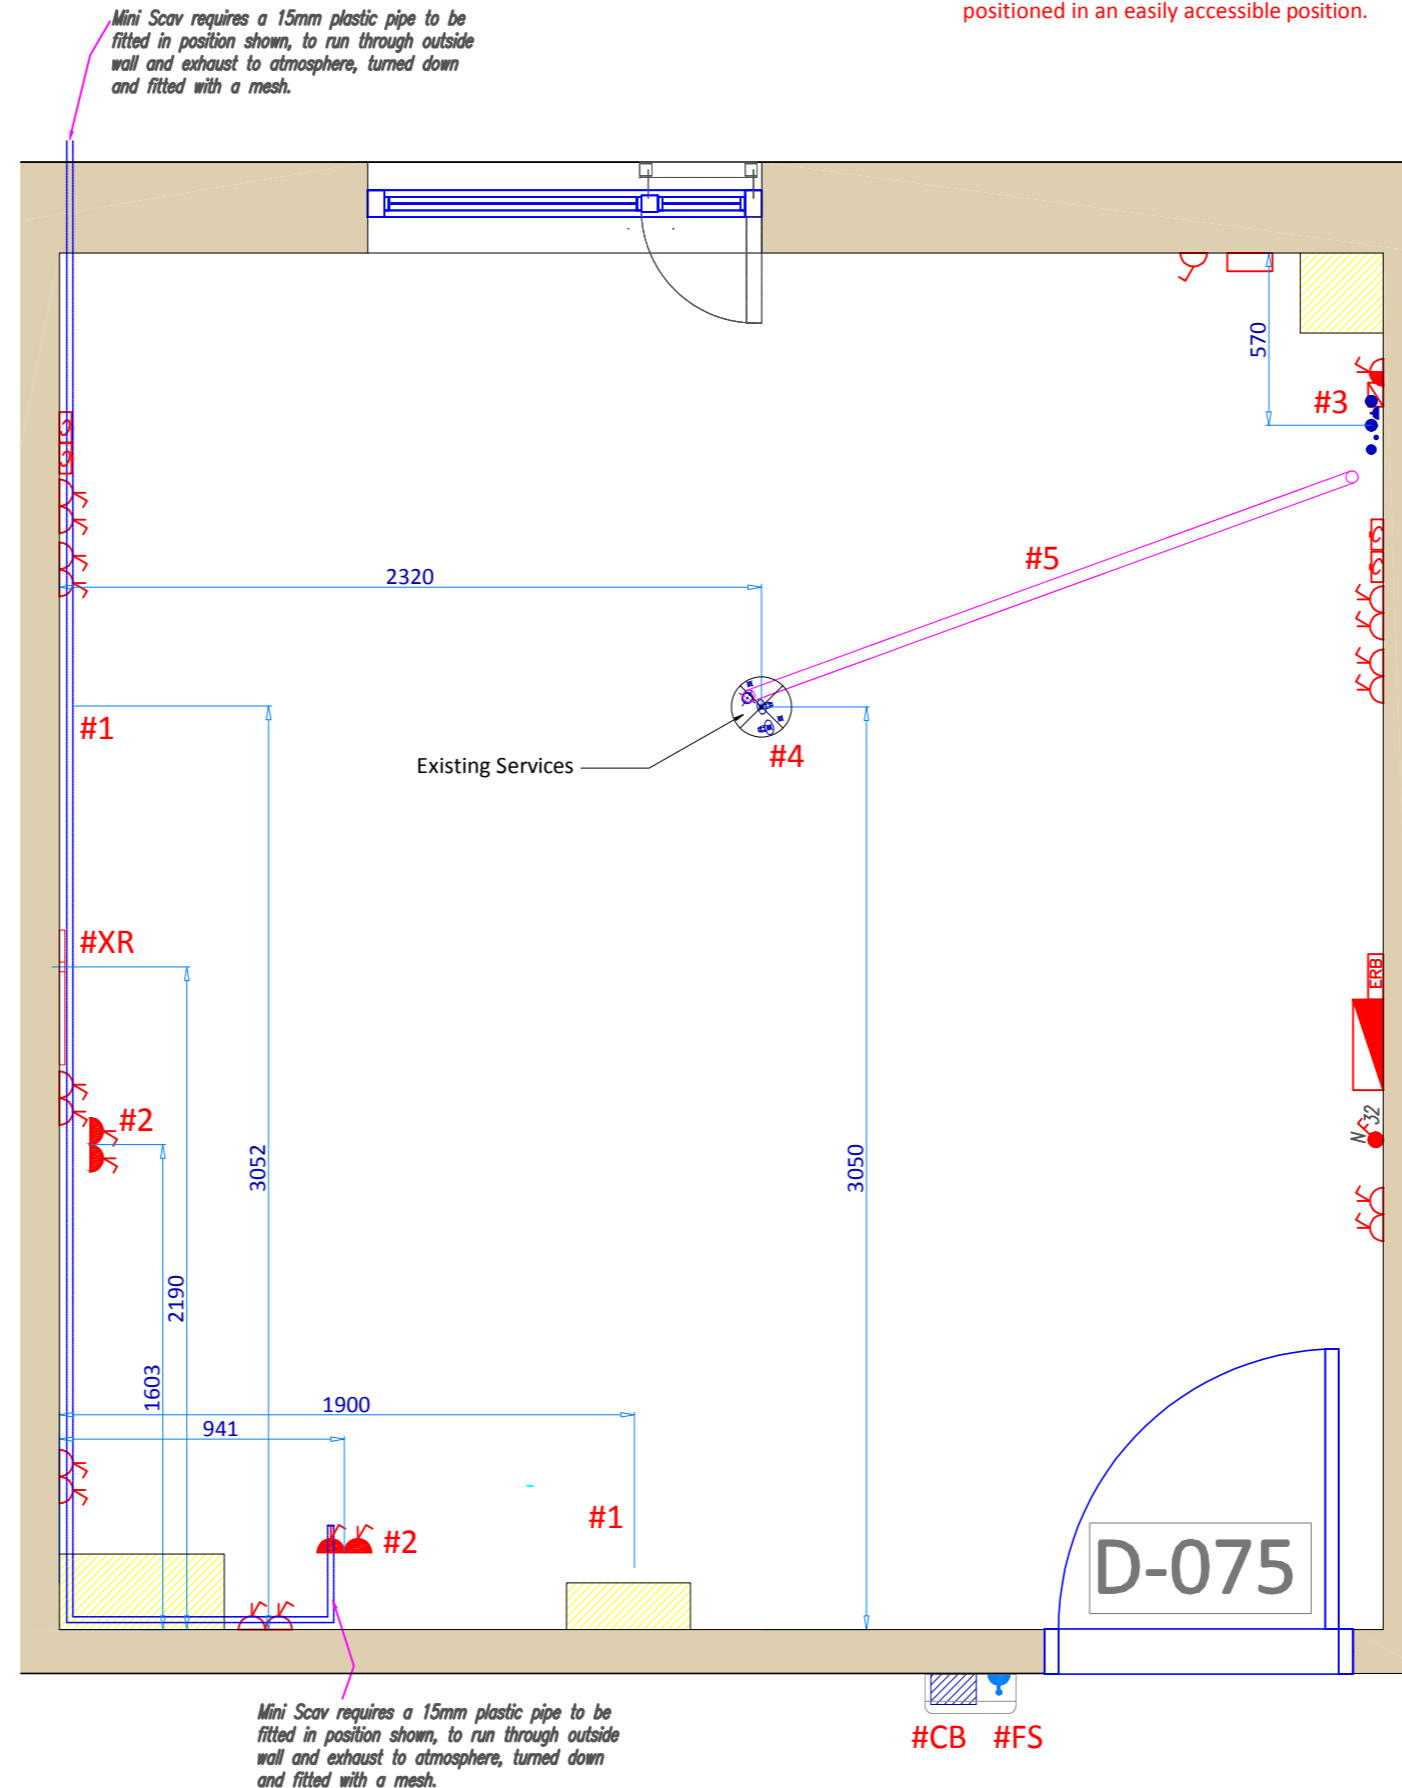 Mini Scav requires a 15mm plastic pipe to be
fitted in position shown, to run through outside
wall and exhaust to atmosphere, turned down
and fitted with a mesh.
positioned in an easily accessible position.
570
#3
2320
#5
#1
Existing Services
#4
#XR
ERB
#2
N 32
3052
3050
2190
1603
1900
941
#1
#2
D-075
#CB #FS
Mini Scav requires a 15mm plastic pipe to be
fitted in position shown, to run through outside
wall and exhaust to atmosphere, turned down
and fitted with a mesh.